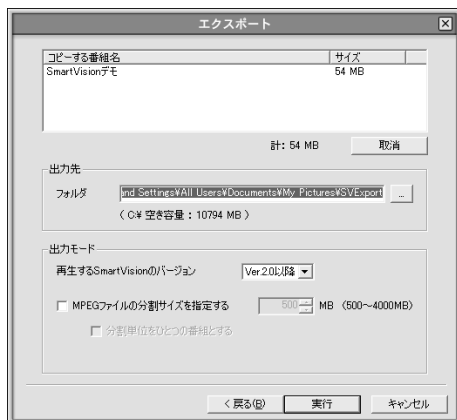 エクスポート
コピーする番組名 サイズ
SmartVisionデモ 54 MB
計: 54 MB 取消
出力先
フォルダ and Settings¥All Users¥Documents¥My Pictures¥SVExport ...
( C:¥ 空き容量 : 10794 MB )
出力モード
再生するSmartVisionのバージョン Ver.2.0以降
MPEGファイルの分割サイズを指定する 500 MB (500～4000MB)
分割単位をひとつの番組とする
< 戻る(B) 実行 キャンセル